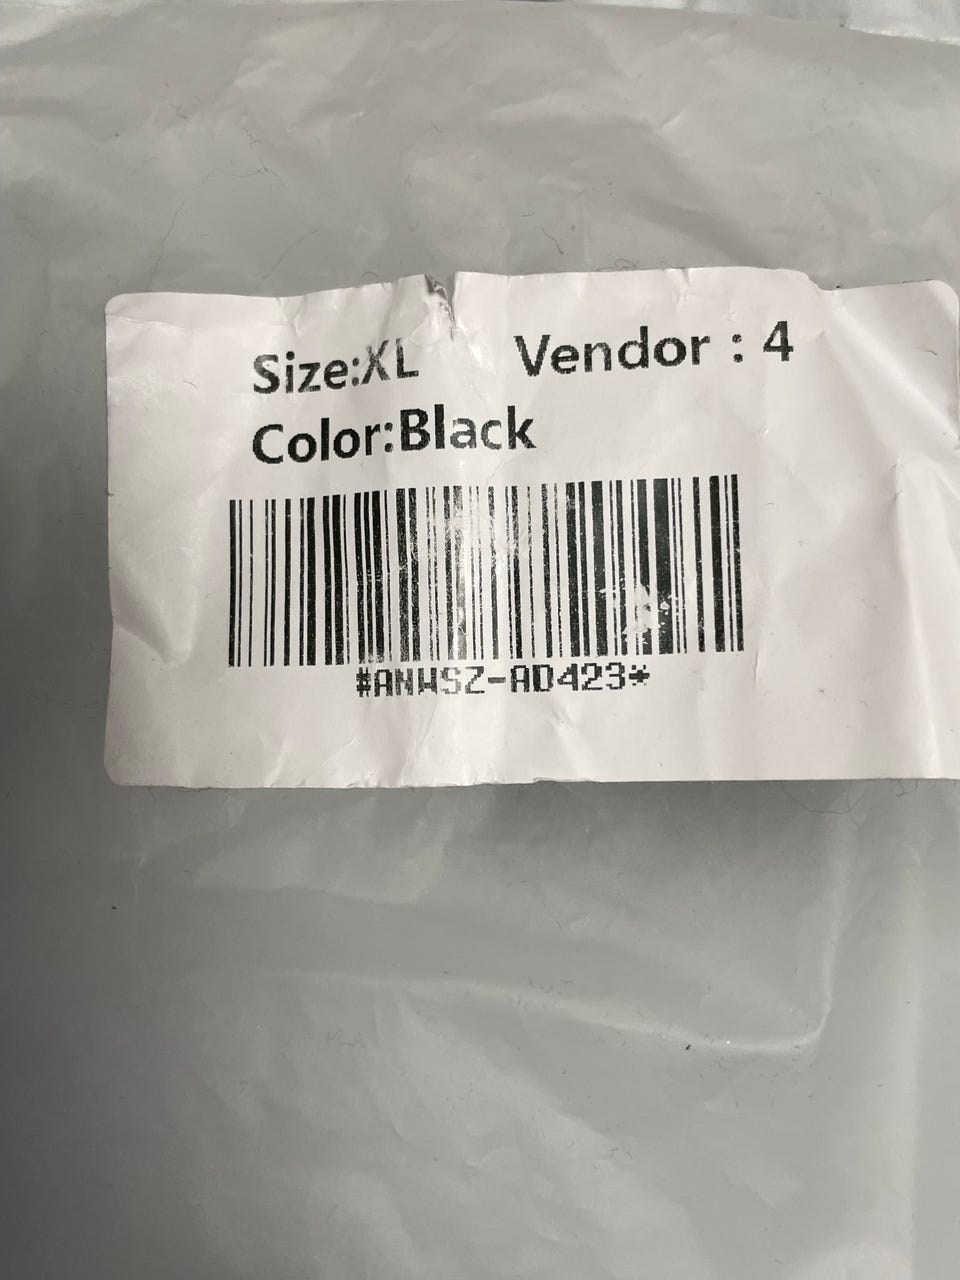 Size:XL Vendor : 4
Color:Black
#ANWSZ-AD423*